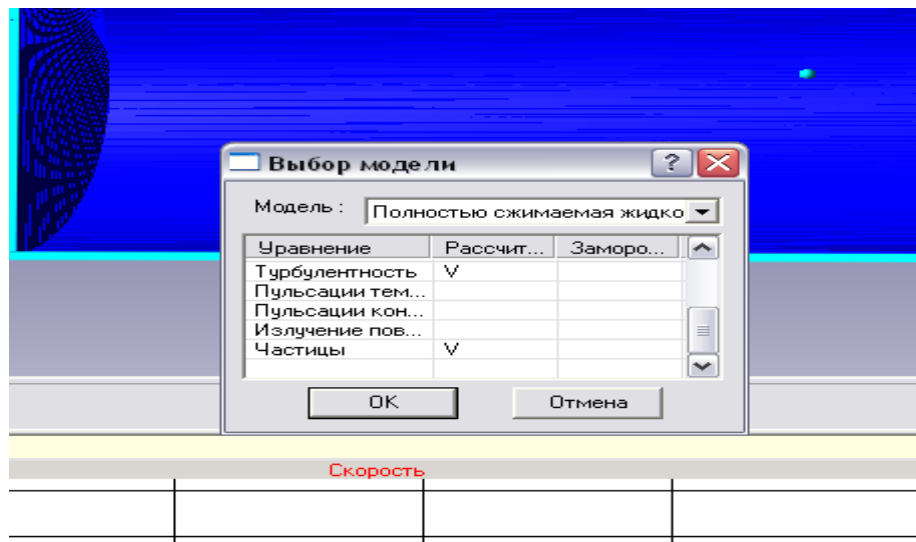 Выбор модели
Модель : Полностью сжимаемая жидко
Уравнение Рассчит... Заморо...
Турбулентность V
Пульсации тем...
Пульсации кон...
Излучение пов...
Частицы V
OK Отмена
Скорость